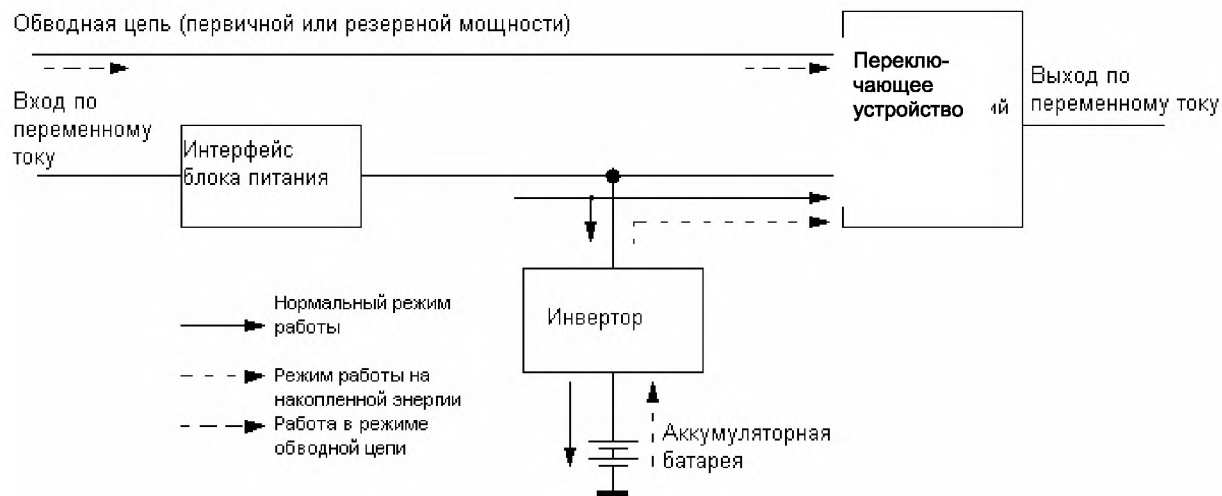 Обводная цепь (первичной или резервной мощности)
Вход по
переменному
току
Интерфейс
блока питания
Переклю-
чающее
устройство
ий
Выход по
переменному току
Инвертор
Нормальный режим
работы
Режим работы на
накопленной энергии
Работа в режиме
обводной цепи
Аккумуляторная
батарея